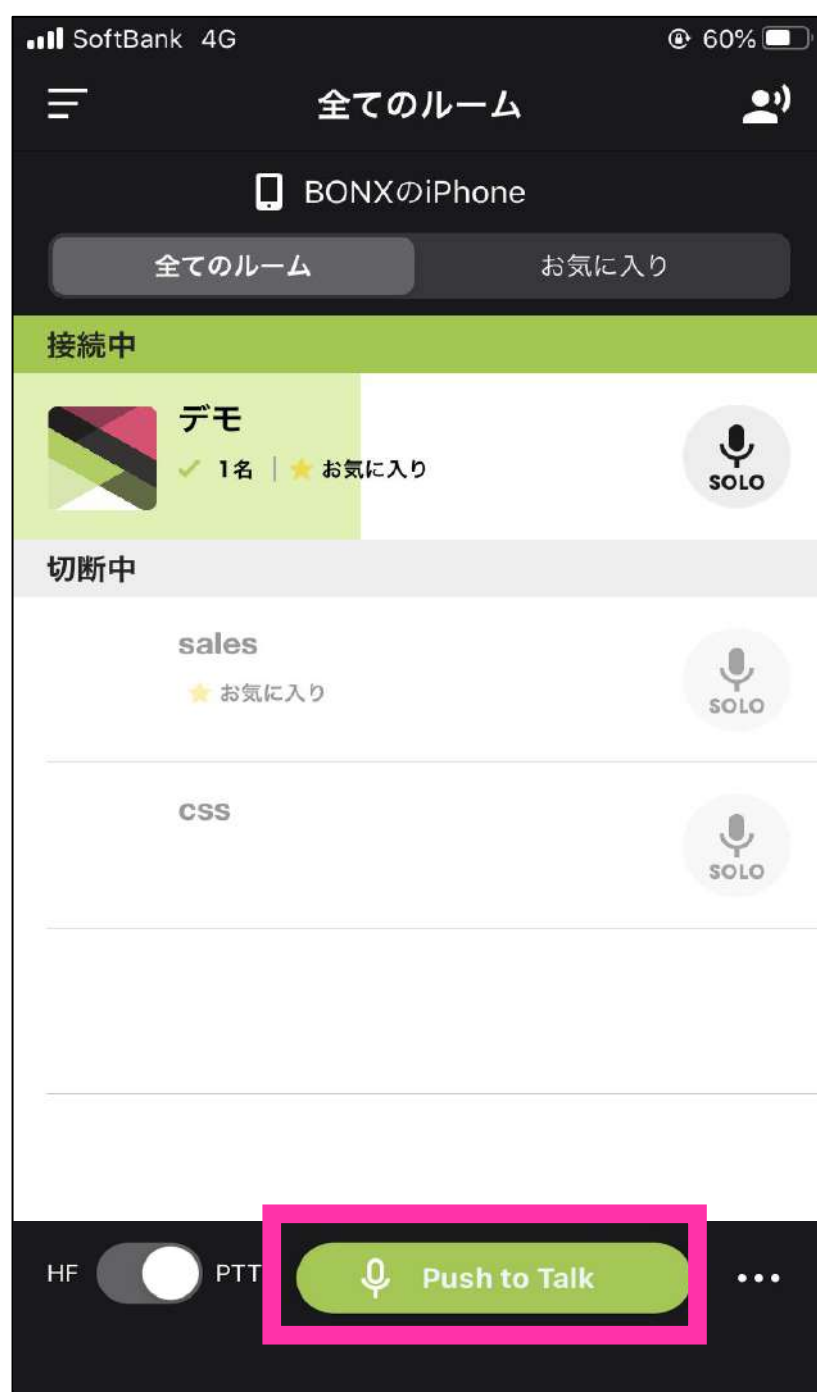 SoftBank 4G 60%
全てのルーム
BONXのiPhone
全てのルーム お気に入り
接続中
デモ
1名 お気に入り
SOLO
切断中
sales
お気に入り
SOLO
css
SOLO
HF PTT Push to Talk